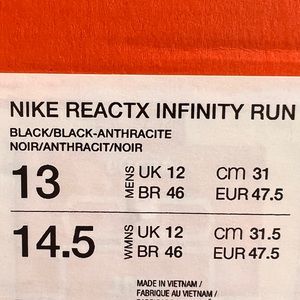 NIKE REACTX INFINITY RUN
BLACK/BLACK-ANTHRACITE
NOIR/ANTHRACIT/NOIR
13 MENS UK 12 cm 31
BR 46 EUR 47.5
14.5 WMNS UK 12 cm 31.5
BR 46 EUR 47.5
MADE IN VIETNAM /
FABRIQUE AU VIETNAM /